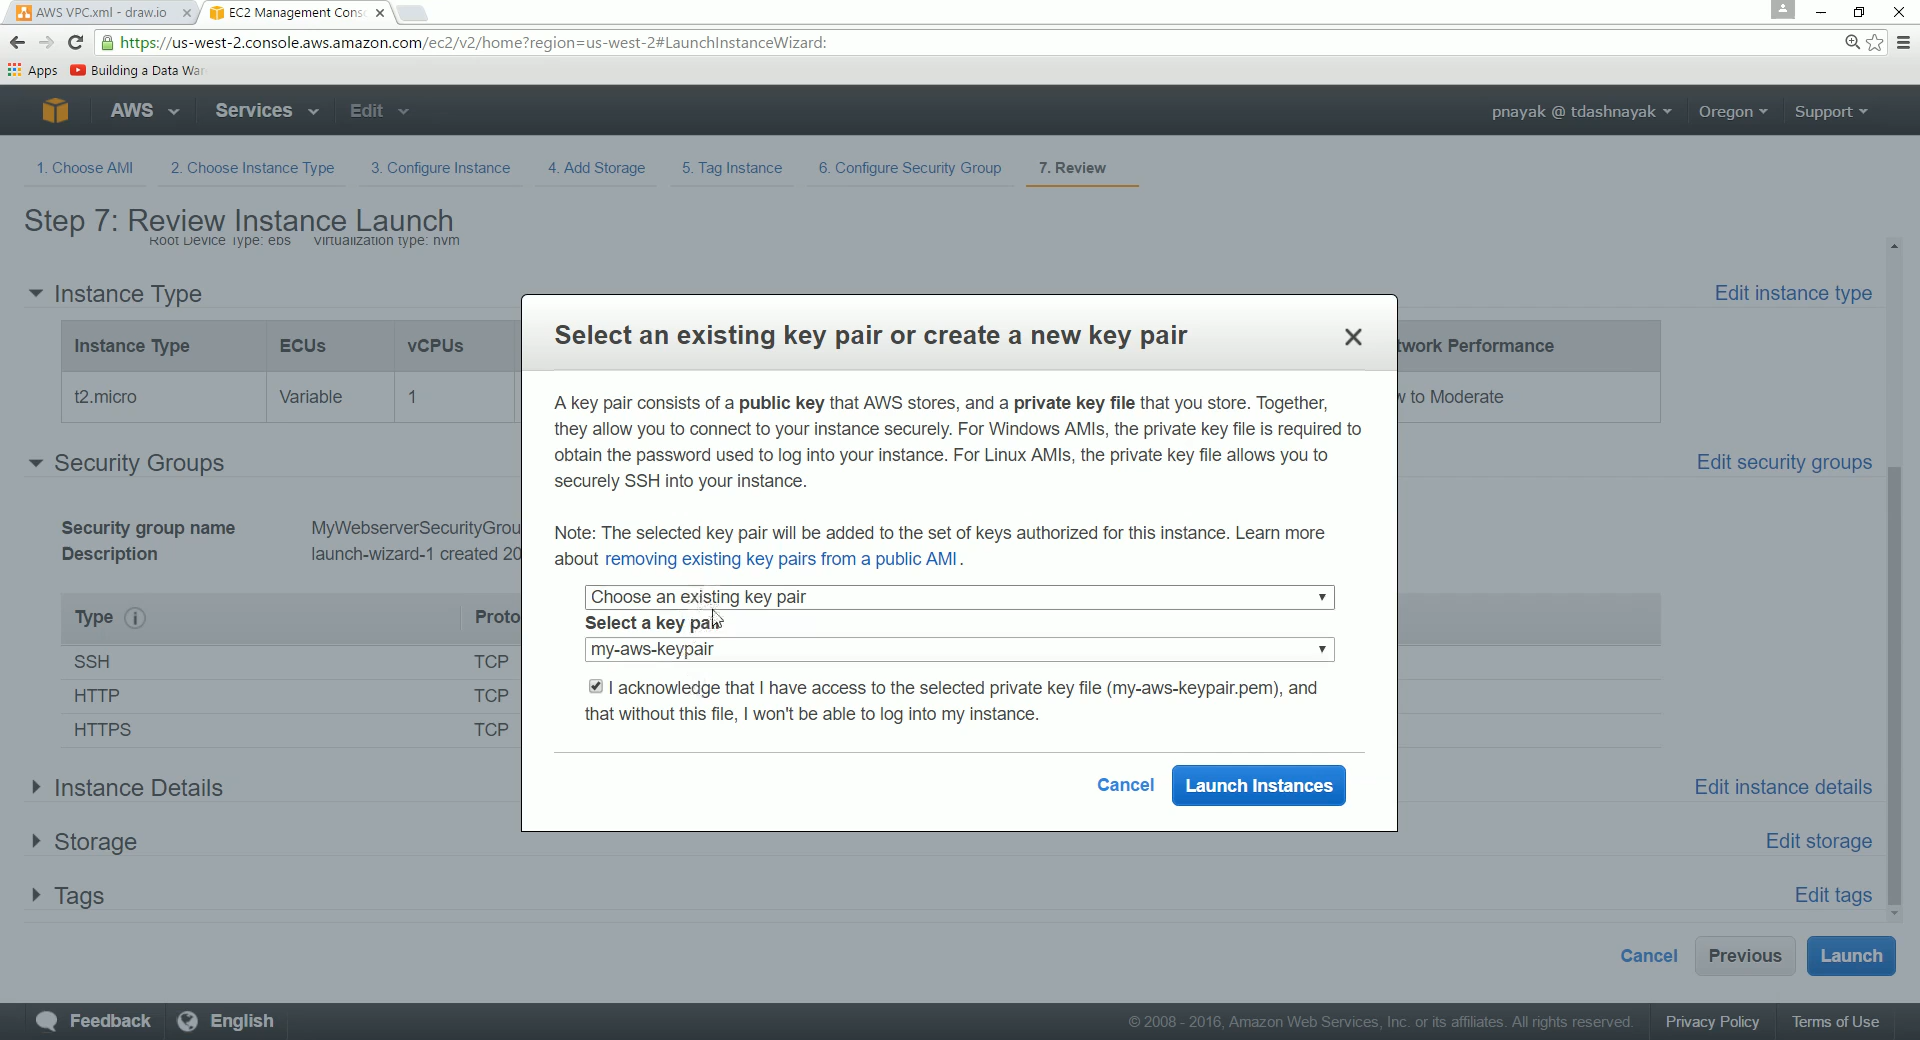 AWS VPC.xml - draw.io
EC2 Management Cons
https://us-west-2.console.aws.amazon.com/ec2/v2/home?region=us-west-2#LaunchInstanceWizard:
Apps
Building a Data War
AWS
Services
Edit
pnayak @ tdashnayak
Oregon
Support
1. Choose AMI
2. Choose Instance Type
3. Configure Instance
4. Add Storage
5. Tag Instance
6. Configure Security Group
7. Review
Step 7: Review Instance Launch
Root Device Type: ebs Virtualization type: hvm
Instance Type
Edit instance type
Instance Type
ECUs
vCPUs
twork Performance
t2.micro
Variable
1
w to Moderate
Security Groups
Edit security groups
Security group name
MyWebserverSecurityGrou
Description
launch-wizard-1 created 20
Type
Proto
SSH
TCP
HTTP
TCP
HTTPS
TCP
Instance Details
Edit instance details
Storage
Edit storage
Tags
Edit tags
Select an existing key pair or create a new key pair
A key pair consists of a public key that AWS stores, and a private key file that you store. Together,
they allow you to connect to your instance securely. For Windows AMIs, the private key file is required to
obtain the password used to log into your instance. For Linux AMIs, the private key file allows you to
securely SSH into your instance.
Note: The selected key pair will be added to the set of keys authorized for this instance. Learn more
about removing existing key pairs from a public AMI.
Choose an existing key pair
Select a key pair
my-aws-keypair
I acknowledge that I have access to the selected private key file (my-aws-keypair.pem), and
that without this file, I won't be able to log into my instance.
Cancel
Launch Instances
Cancel
Previous
Launch
Feedback
English
© 2008 - 2016, Amazon Web Services, Inc. or its affiliates. All rights reserved.
Privacy Policy
Terms of Use